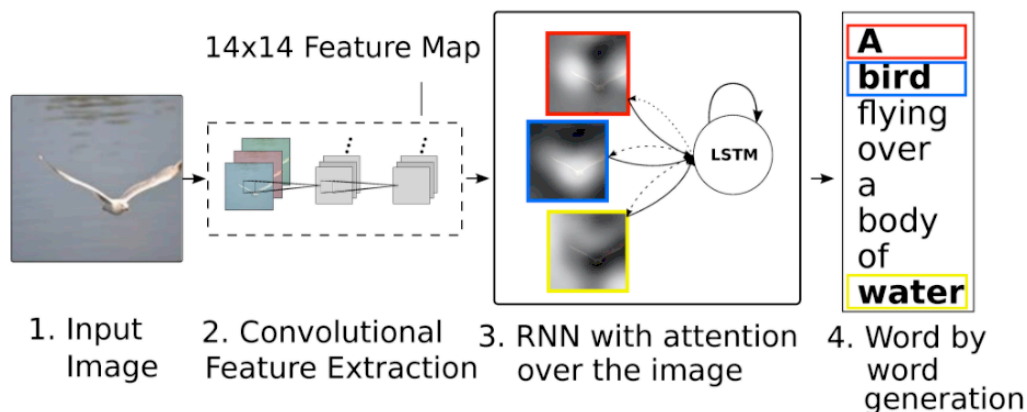 14x14 Feature Map
LSTM
A
bird
flying
over
a
body
of
water
1. Input
Image
2. Convolutional
Feature Extraction
3. RNN with attention
over the image
4. Word by
word
generation